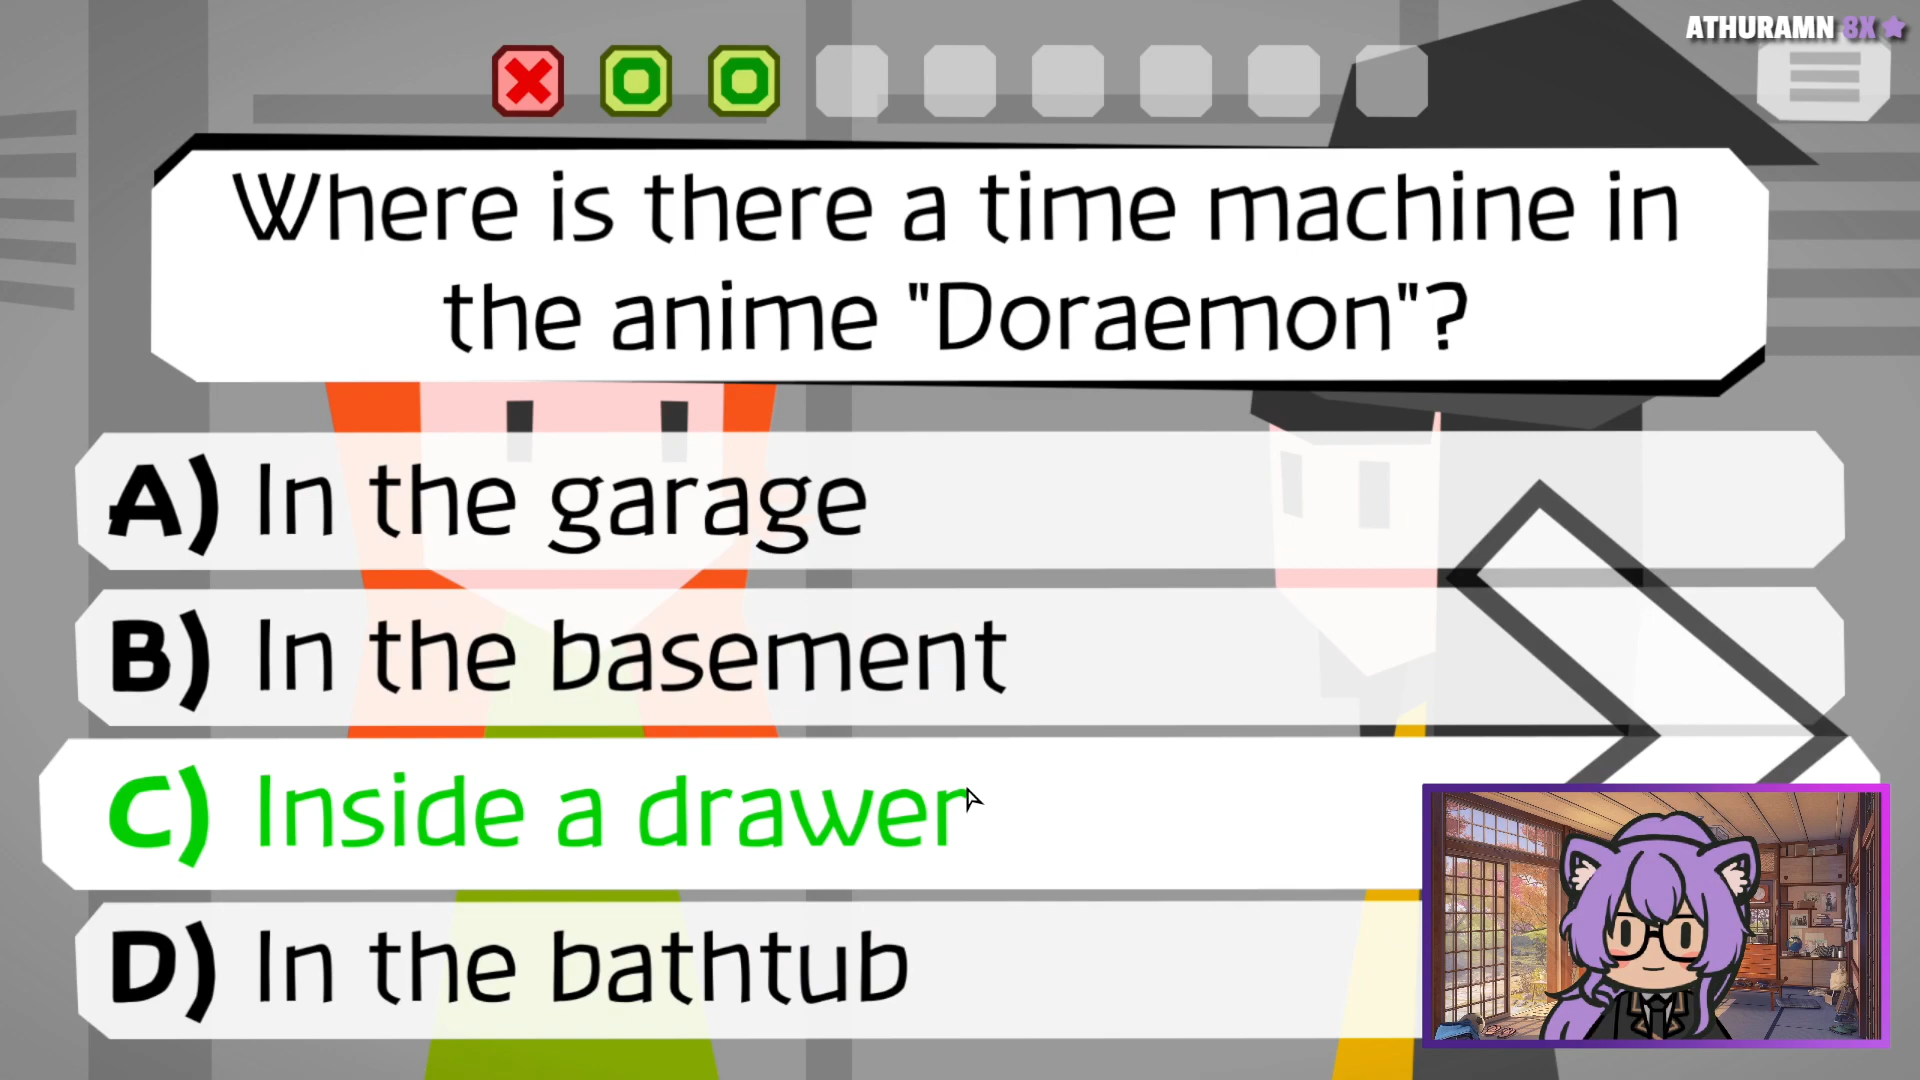 ATHURAMN 8X
Where is there a time machine in
the anime "Doraemon"?
A) In the garage
B) In the basement
C) Inside a drawer
D) In the bathtub